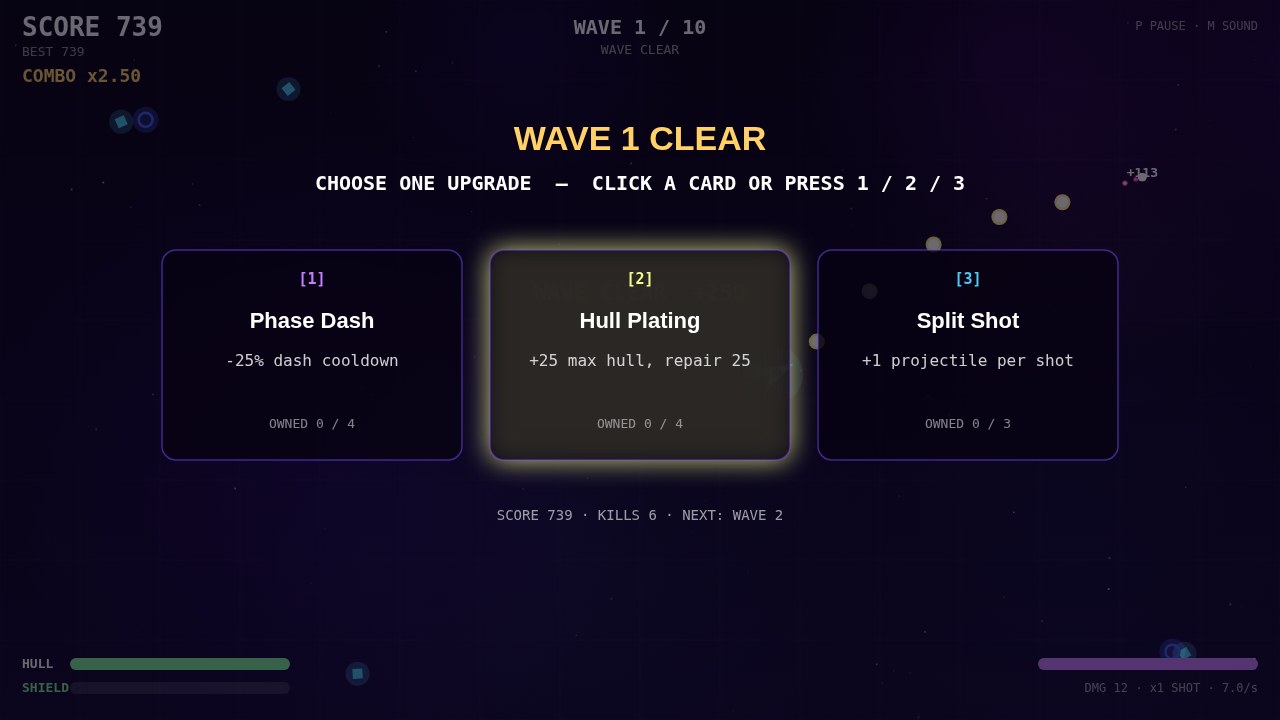 SCORE 739
BEST 739
COMBO x2.50
WAVE 1 / 10
WAVE CLEAR
P PAUSE · M SOUND
WAVE 1 CLEAR
CHOOSE ONE UPGRADE — CLICK A CARD OR PRESS 1 / 2 / 3
+113
[1]
Phase Dash
-25% dash cooldown
OWNED 0 / 4
[2]
WAVE CLEAR +250
Hull Plating
+25 max hull, repair 25
OWNED 0 / 4
[3]
Split Shot
+1 projectile per shot
OWNED 0 / 3
SCORE 739 · KILLS 6 · NEXT: WAVE 2
HULL
SHIELD
DMG 12 · x1 SHOT · 7.0/s